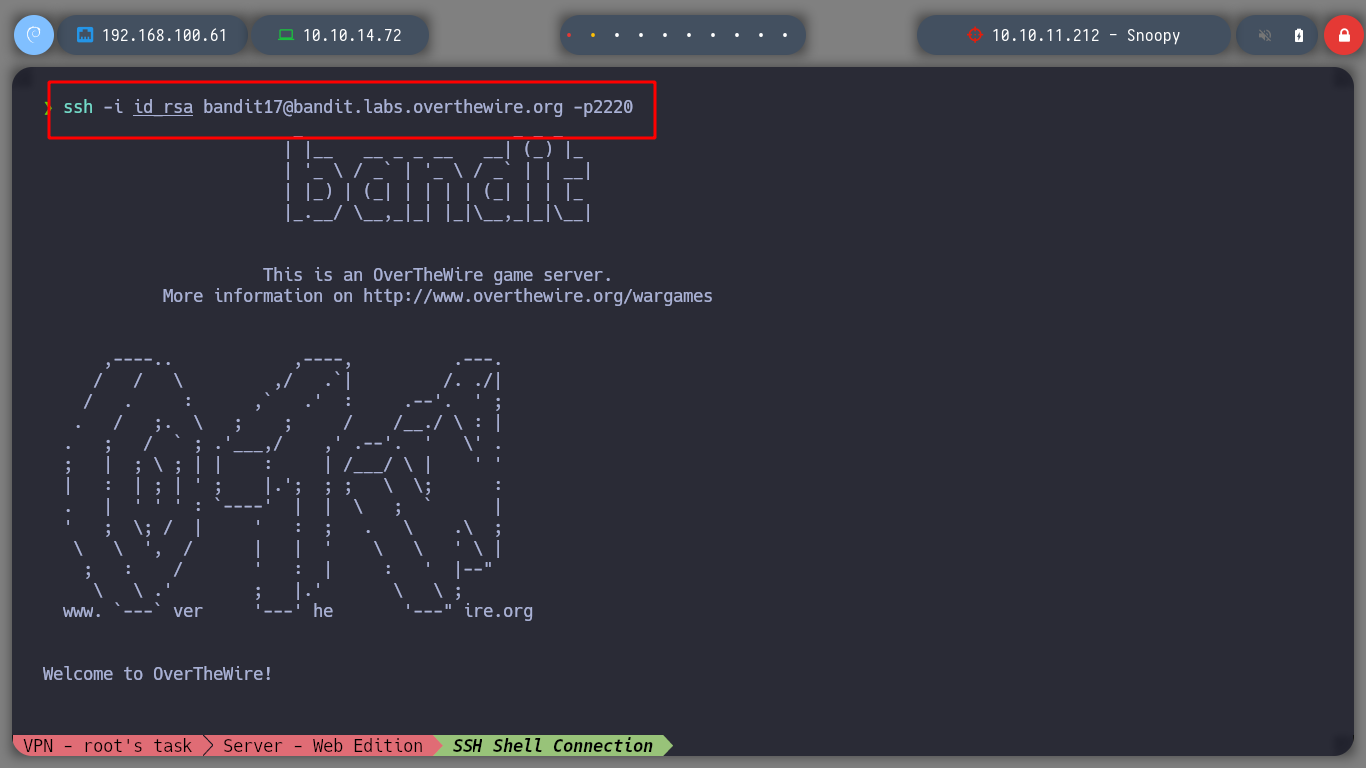 192.168.100.61 10.10.14.72 10.10.11.212 - Snoopy
❯ ssh -i id_rsa bandit17@bandit.labs.overthewire.org -p2220
bandit
This is an OverTheWire game server.
More information on http://www.overthewire.org/wargames
www. `---` ver '---' he '---" ire.org
Welcome to OverTheWire!
VPN - root's task Server - Web Edition SSH Shell Connection